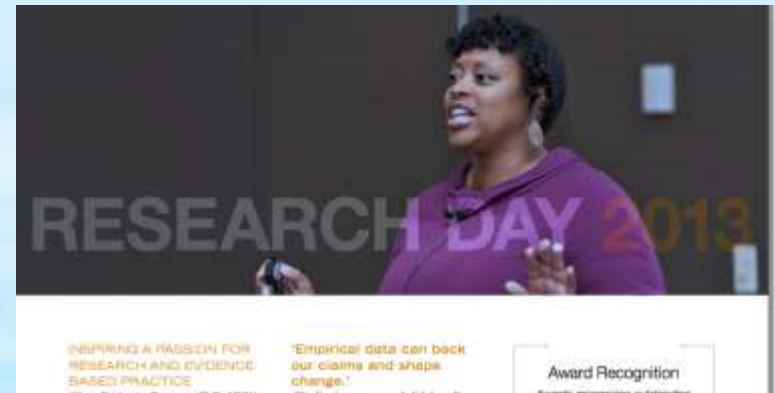 RESEARCH DAY 2013
INSPIRING A PASSION FOR
RESEARCH AND EVIDENCE
BASED PRACTICE
'Empirical data can back
our claims and shape
change.'
Award Recognition